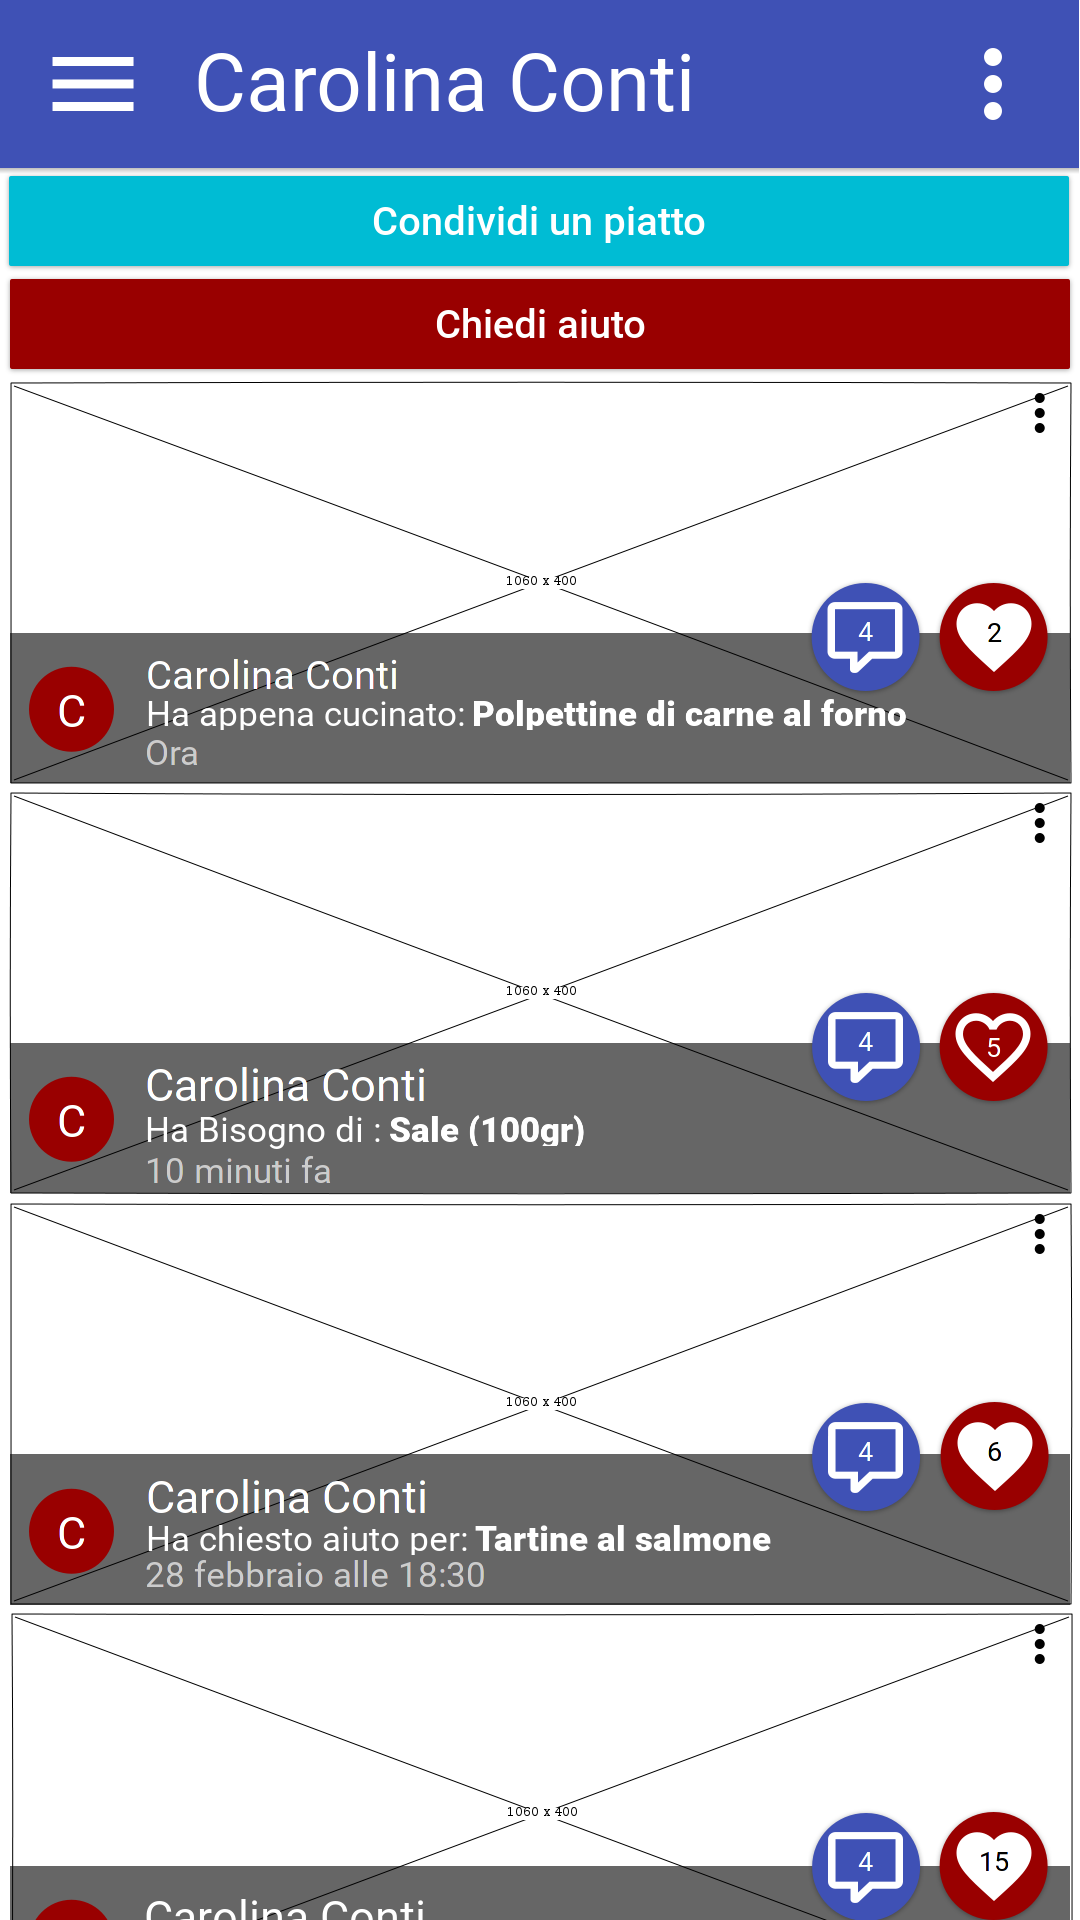 Carolina Conti
Condividi un piatto
Chiedi aiuto
1060 x 400
4
2
C
Carolina Conti
Ha appena cucinato: Polpettine di carne al forno
Ora
1060 x 400
4
5
C
Carolina Conti
Ha Bisogno di : Sale (100gr)
10 minuti fa
1060 x 400
4
6
C
Carolina Conti
Ha chiesto aiuto per: Tartine al salmone
28 febbraio alle 18:30
1060 x 400
4
15
Carolina Conti